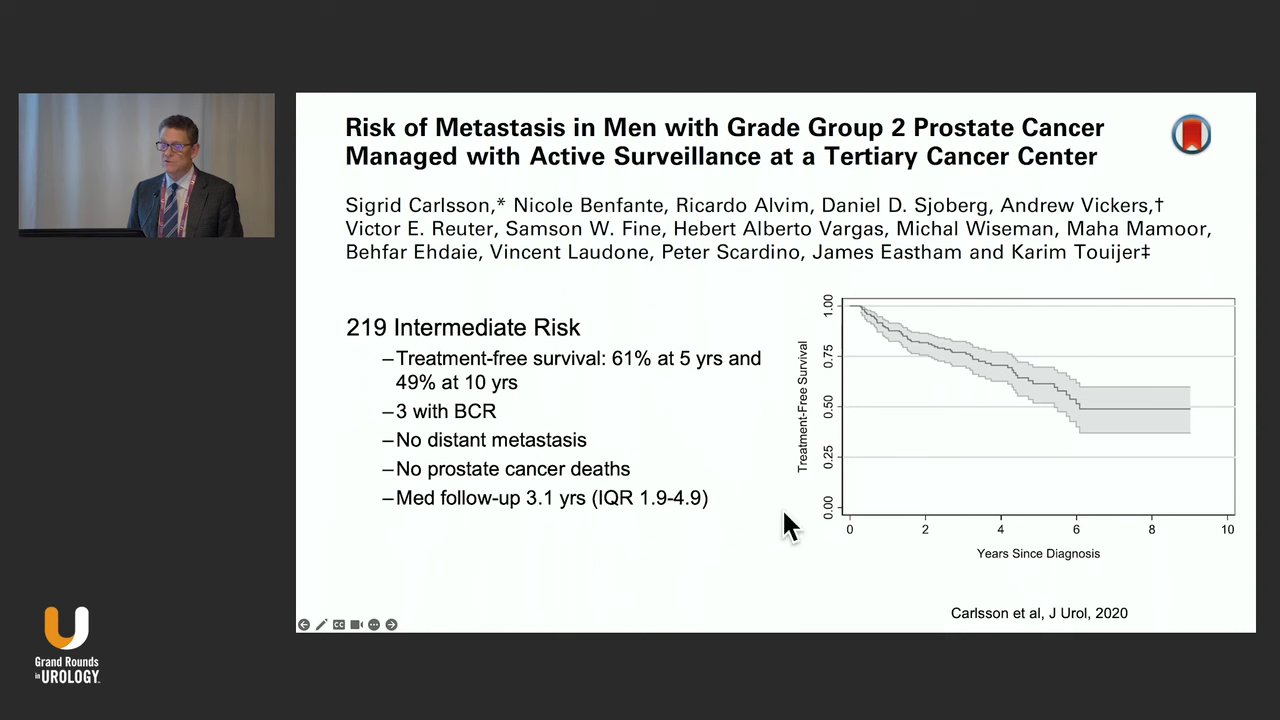 Risk of Metastasis in Men with Grade Group 2 Prostate Cancer
Managed with Active Surveillance at a Tertiary Cancer Center
Sigrid Carlsson,* Nicole Benfante, Ricardo Alvim, Daniel D. Sjoberg, Andrew Vickers,†
Victor E. Reuter, Samson W. Fine, Hebert Alberto Vargas, Michal Wiseman, Maha Mamoor,
Behfar Ehdaie, Vincent Laudone, Peter Scardino, James Eastham and Karim Touijer‡
219 Intermediate Risk
–Treatment-free survival: 61% at 5 yrs and
49% at 10 yrs
–3 with BCR
–No distant metastasis
–No prostate cancer deaths
–Med follow-up 3.1 yrs (IQR 1.9-4.9)
Treatment-Free Survival
1.00
0.75
0.50
0.25
0.00
0 2 4 6 8 10
Years Since Diagnosis
Carlsson et al, J Urol, 2020
CC
Grand Rounds
in UROLOGY